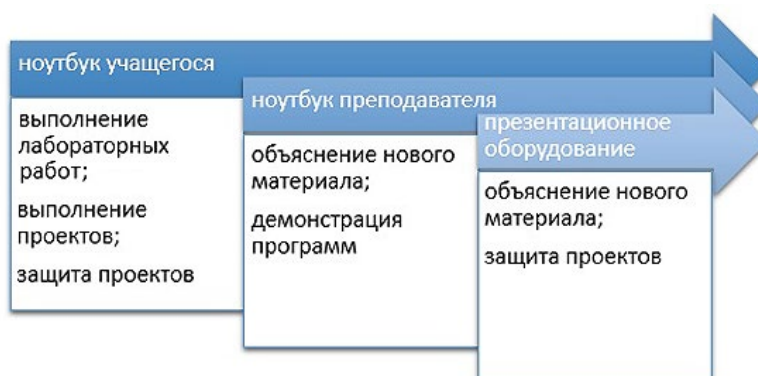 ноутбук учащегося
выполнение
лабораторных
работ;
выполнение
проектов;
защита проектов
ноутбук преподавателя
объяснение нового
материала;
демонстрация
программ
презентационное
оборудование
объяснение нового
материала;
защита проектов